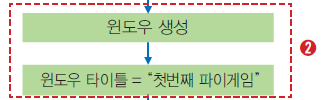 윈도우 생성
❷
윈도우 타이틀 = “첫번째 파이게임”